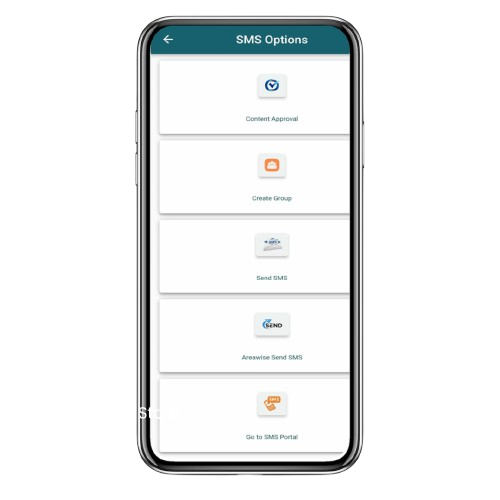 SMS Options
Content Approval
Create Group
Send SMS
SEND
Areawise Send SMS
SMS
Go to SMS Portal